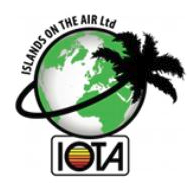 ISLANDS ON THE AIR Ltd
IOTA